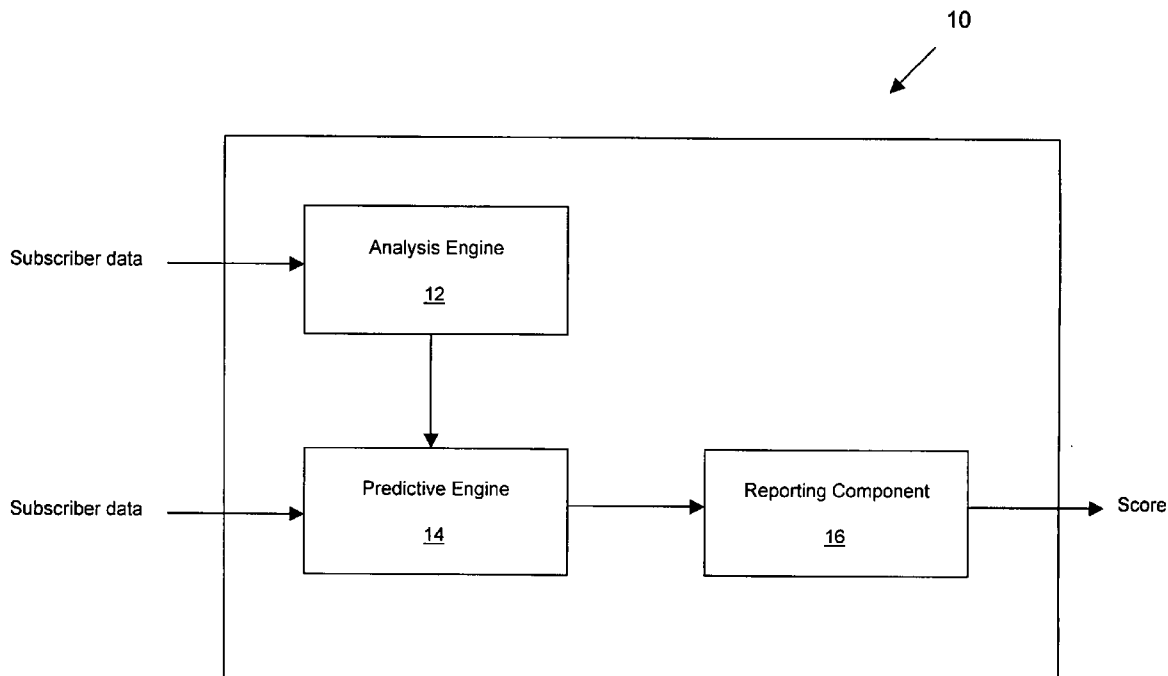 10
Analysis Engine
Subscriber data
12
Predictive Engine
Reporting Component
Subscriber data
Score
14
16